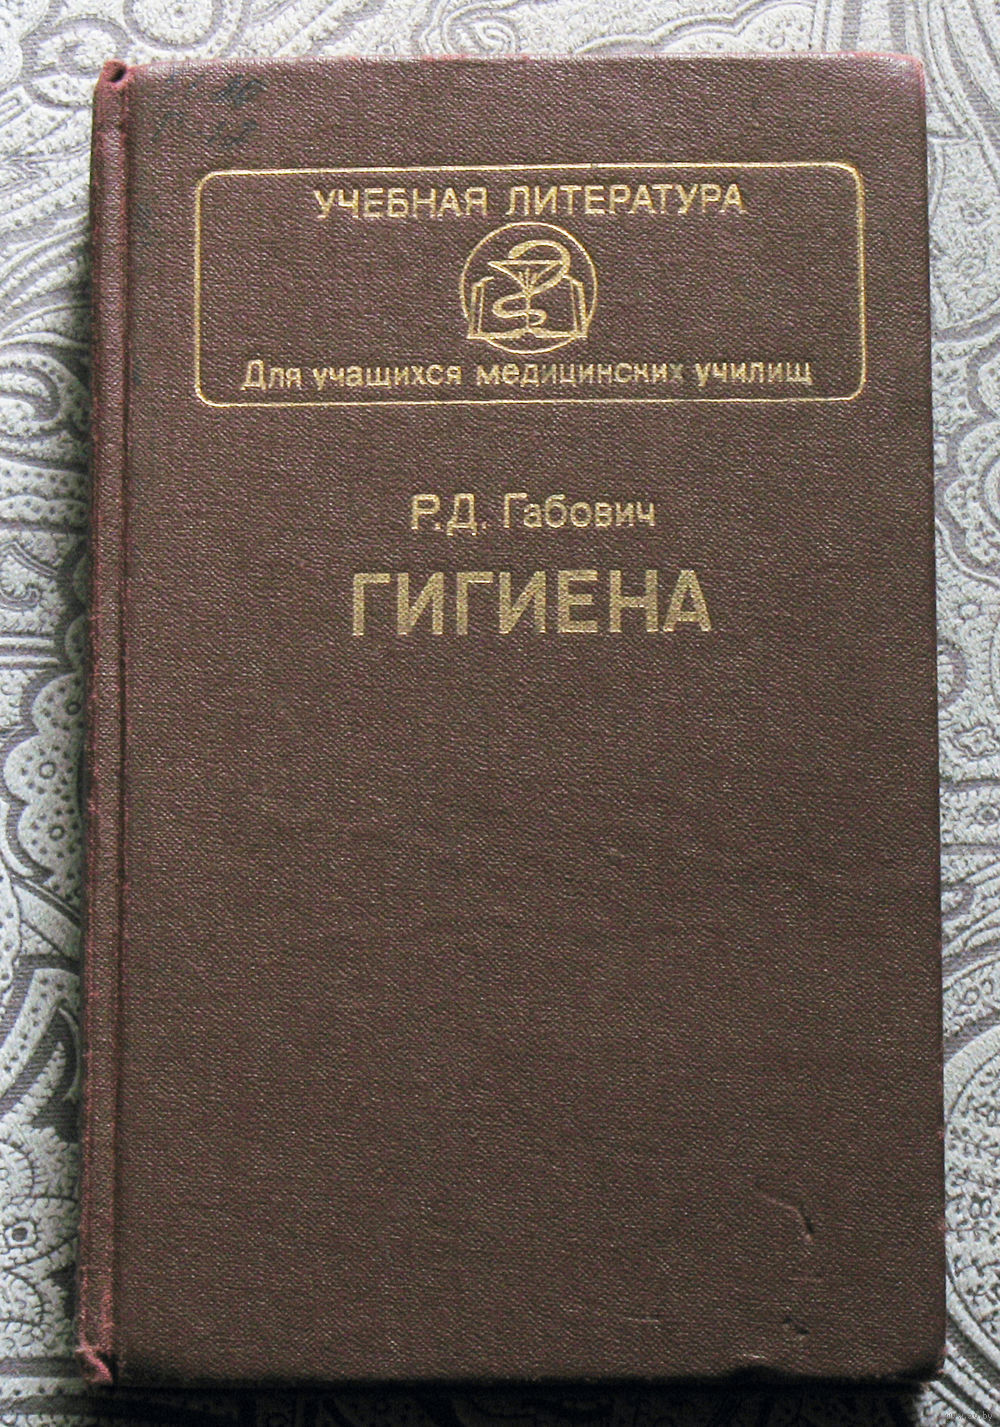 УЧЕБНАЯ ЛИТЕРАТУРА
Для учащихся медицинских училищ
Р.Д. Габович
ГИГИЕНА